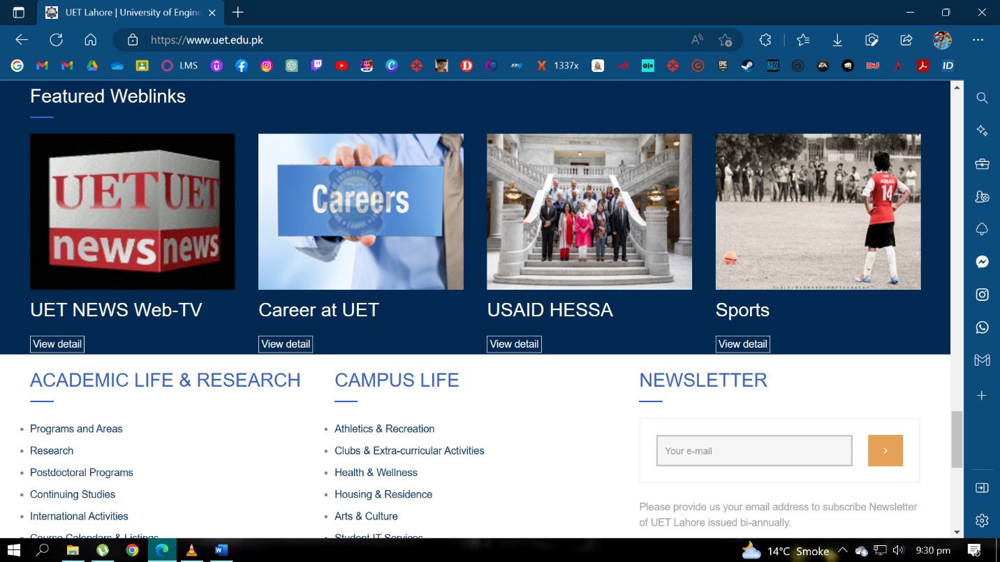 UET Lahore | University of Engine
https://www.uet.edu.pk
LMS
1337x
ID
Featured Weblinks
UET UET
news news
Careers
ABBAS
14
UET NEWS Web-TV
Career at UET
USAID HESSA
Sports
View detail
View detail
View detail
View detail
ACADEMIC LIFE & RESEARCH
CAMPUS LIFE
NEWSLETTER
Programs and Areas
Research
Postdoctoral Programs
Continuing Studies
International Activities
Course Calendars & Listings
Athletics & Recreation
Clubs & Extra-curricular Activities
Health & Wellness
Housing & Residence
Arts & Culture
Student IT Services
Your e-mail
Please provide us your email address to subscribe Newsletter
of UET Lahore issued bi-annually.
14°C Smoke
9:30 pm